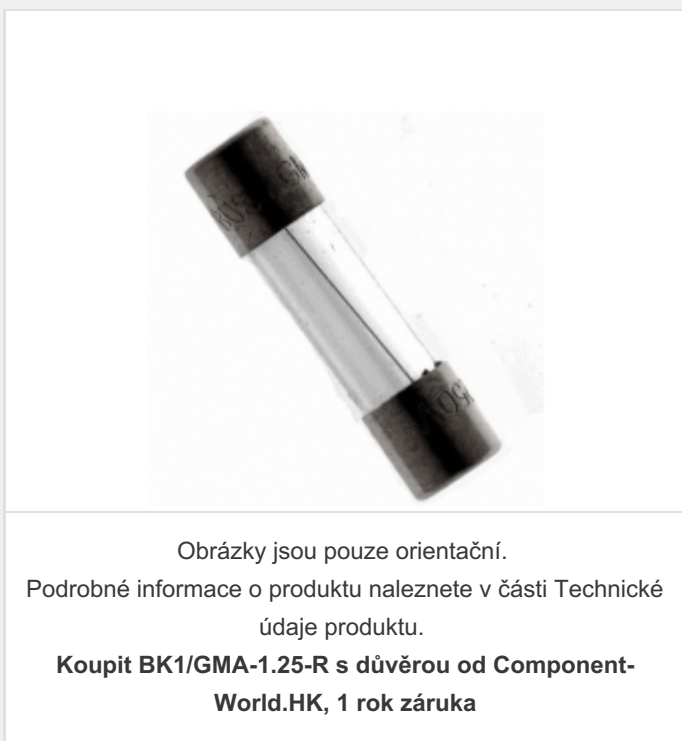 Obrázky jsou pouze orientační.
Podrobné informace o produktu naleznete v části Technické
údaje produktu.
Koupit BK1/GMA-1.25-R s důvěrou od Component-
World.HK, 1 rok záruka